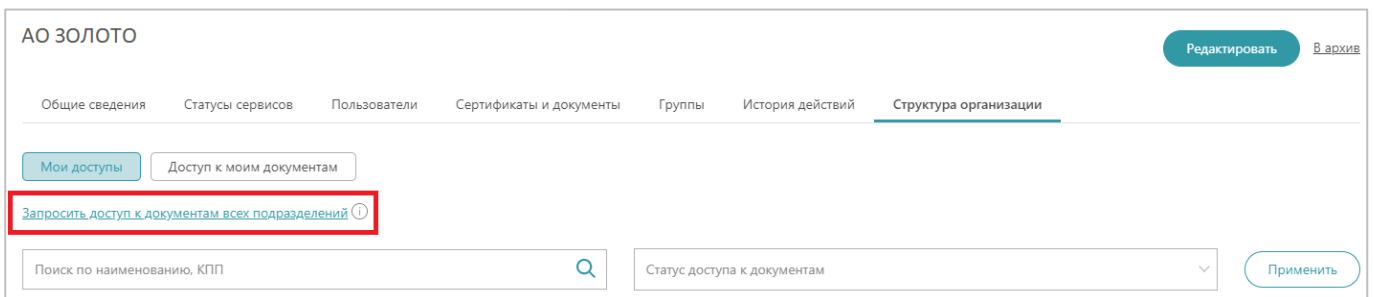 АО ЗОЛОТО
Редактировать
В архив
Общие сведения Статусы сервисов Пользователи Сертификаты и документы Группы История действий Структура организации
Мои доступы Доступ к моим документам
Запросить доступ к документам всех подразделений
Поиск по наименованию, КПП Статус доступа к документам Применить